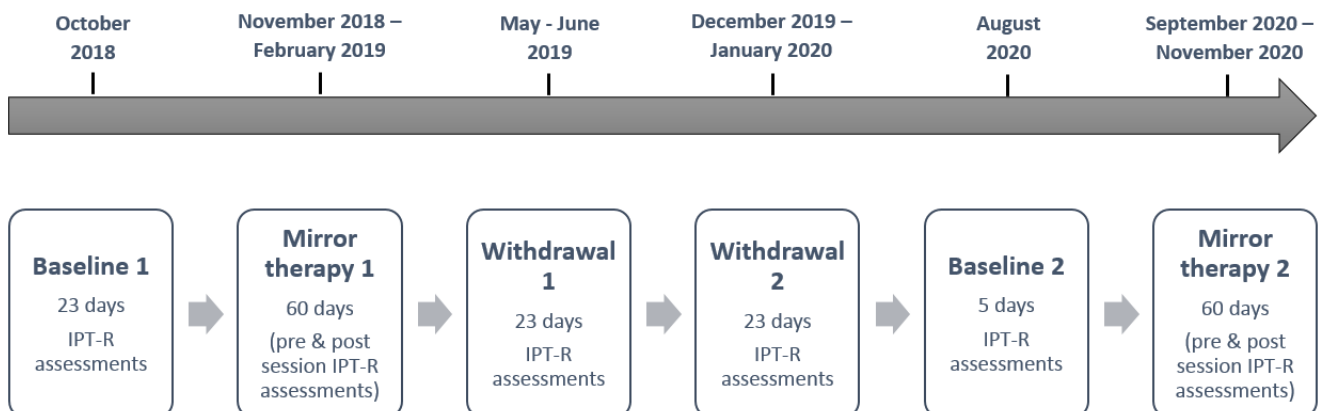 October
2018
November 2018 –
February 2019
May - June
2019
December 2019 –
January 2020
August
2020
September 2020 –
November 2020
Baseline 1
23 days
IPT-R
assessments
Mirror
therapy 1
60 days
(pre & post
session IPT-R
assessments)
Withdrawal
1
23 days
IPT-R
assessments
Withdrawal
2
23 days
IPT-R
assessments
Baseline 2
5 days
IPT-R
assessments
Mirror
therapy 2
60 days
(pre & post
session IPT-R
assessments)